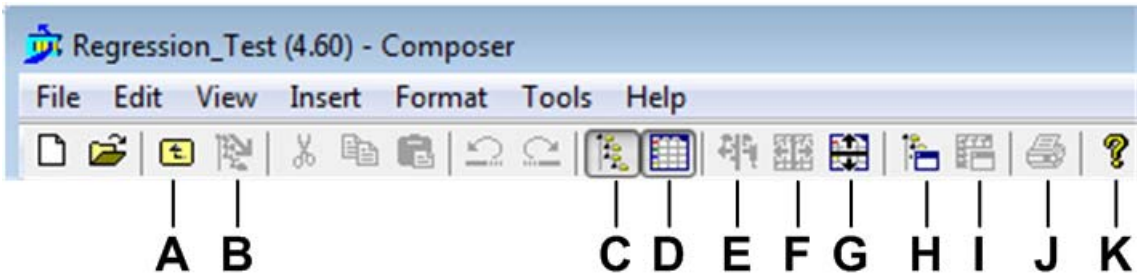 Regression_Test (4.60) - Composer
File Edit View Insert Format Tools Help
A B C D E F G H I J K